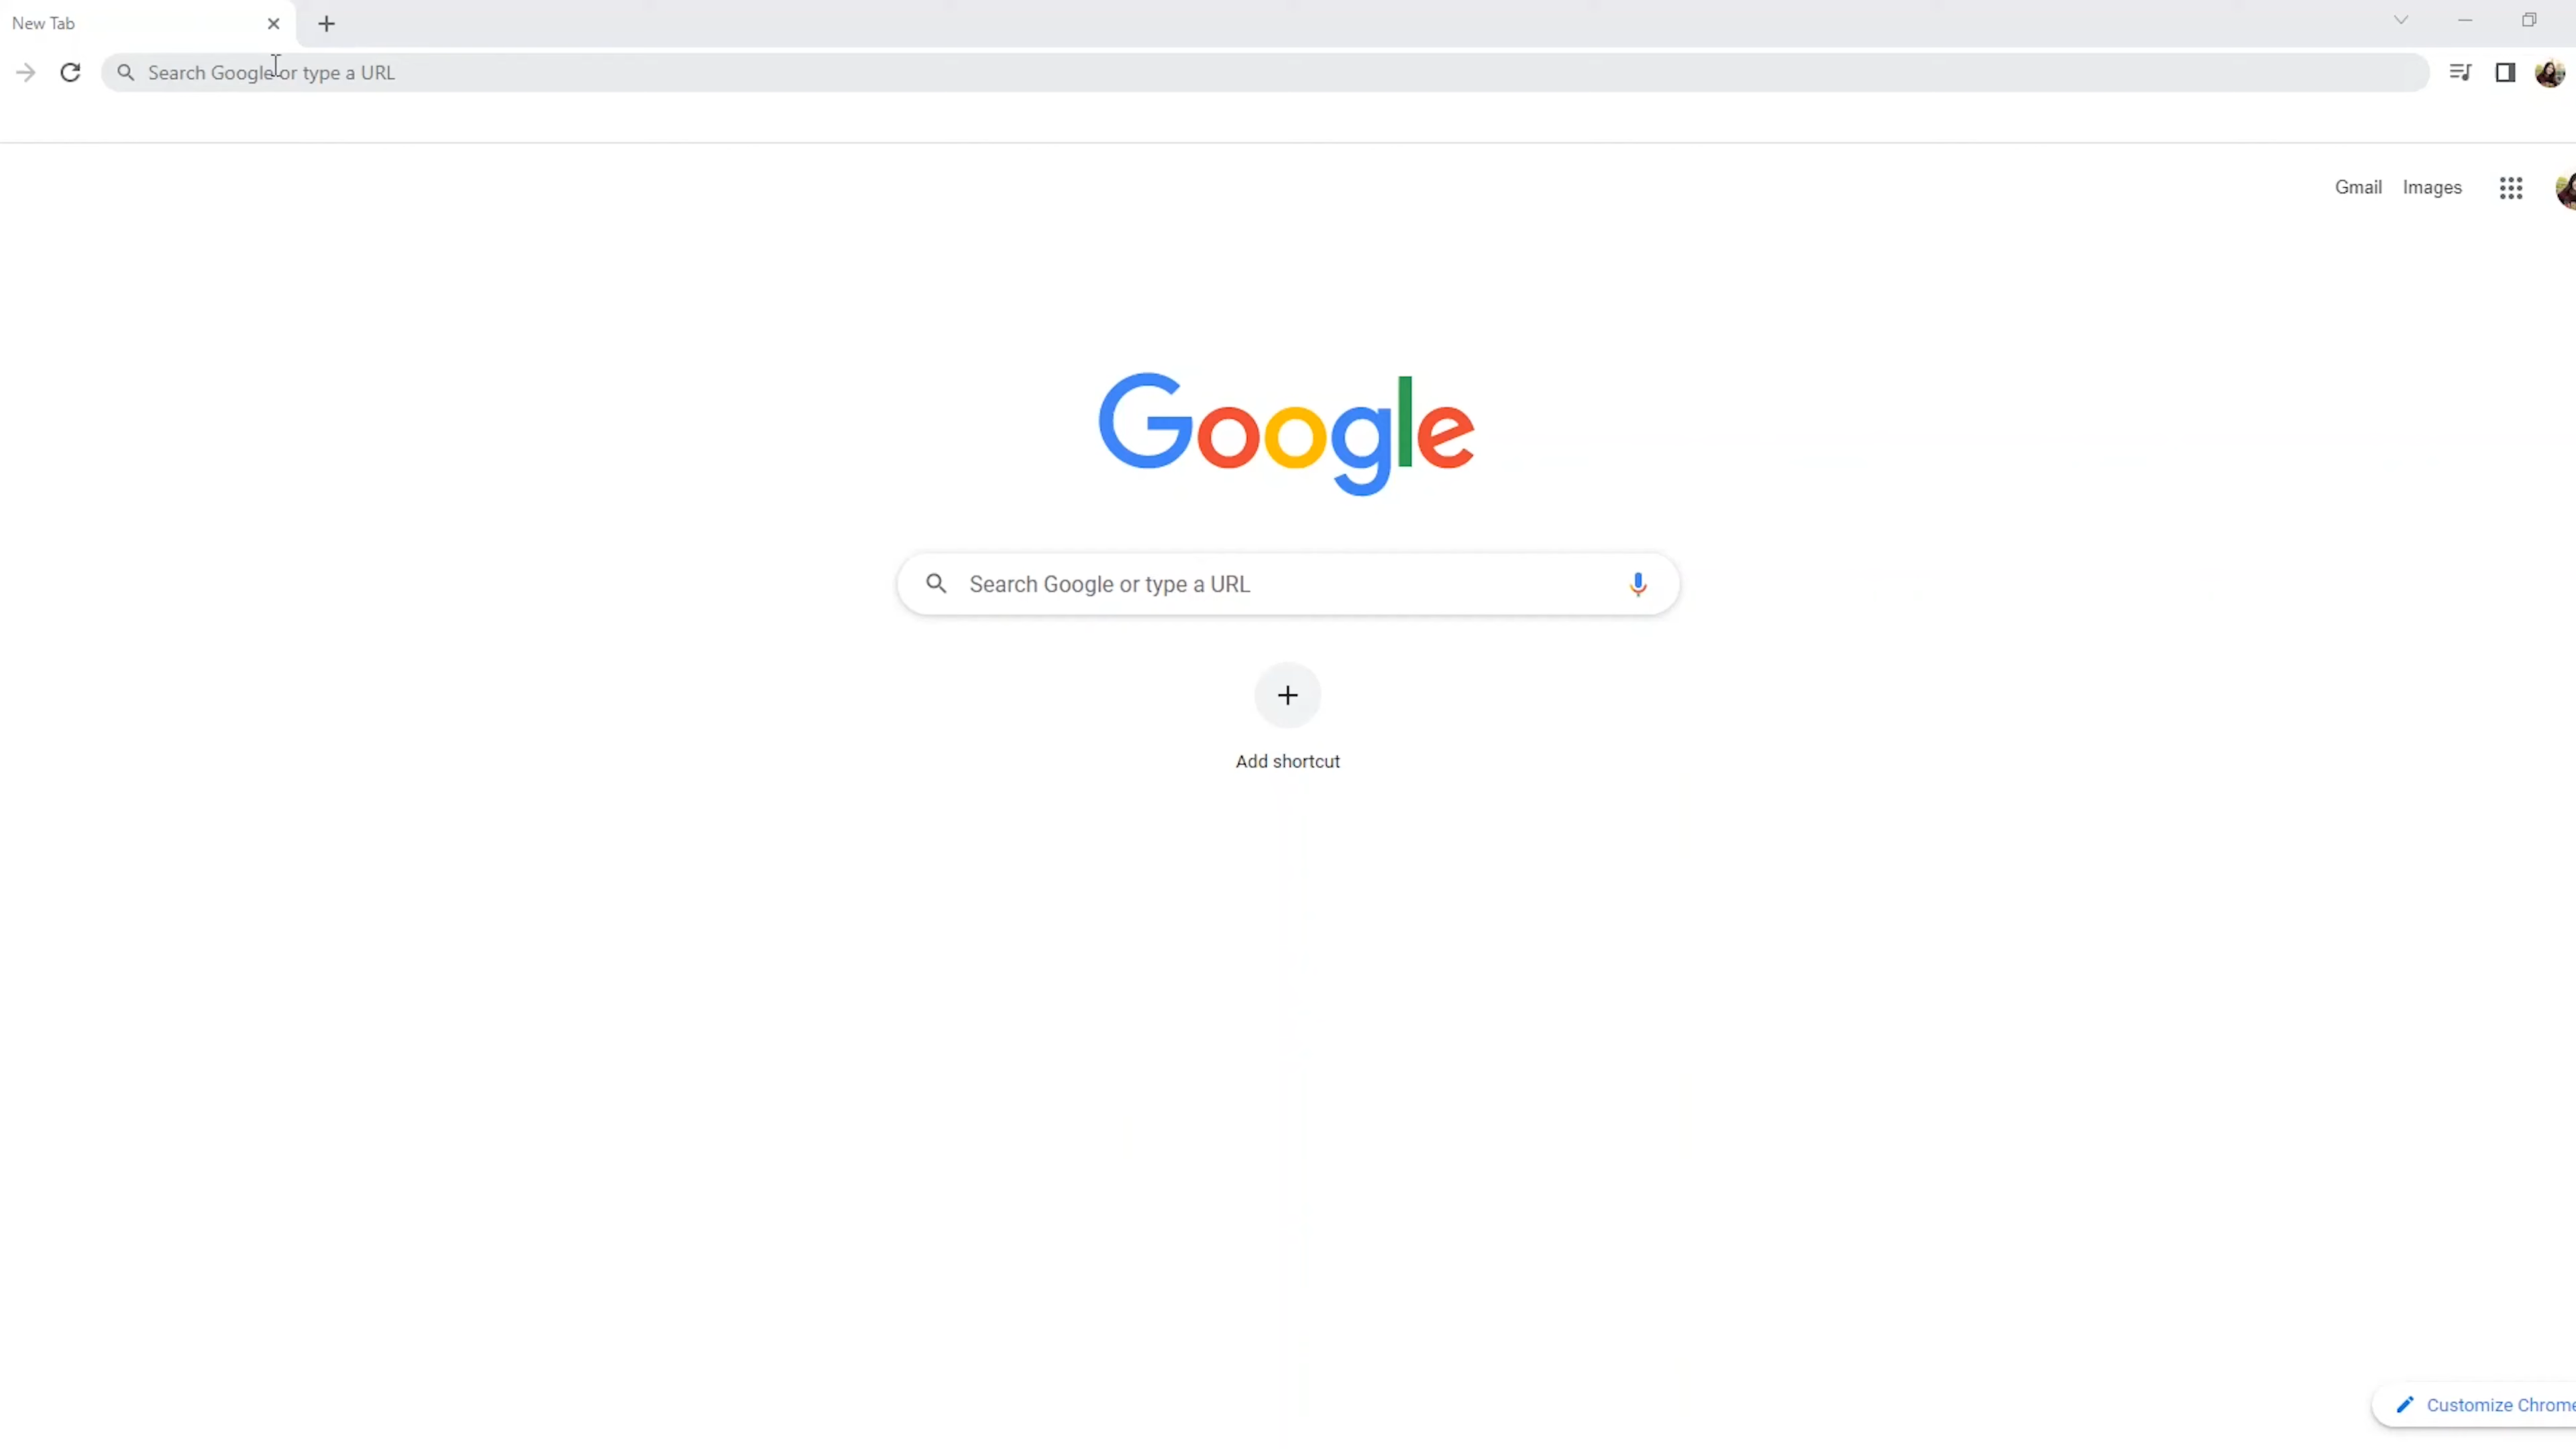 New Tab
Search Google or type a URL
Gmail Images
Google
Search Google or type a URL
Add shortcut
Customize Chrome